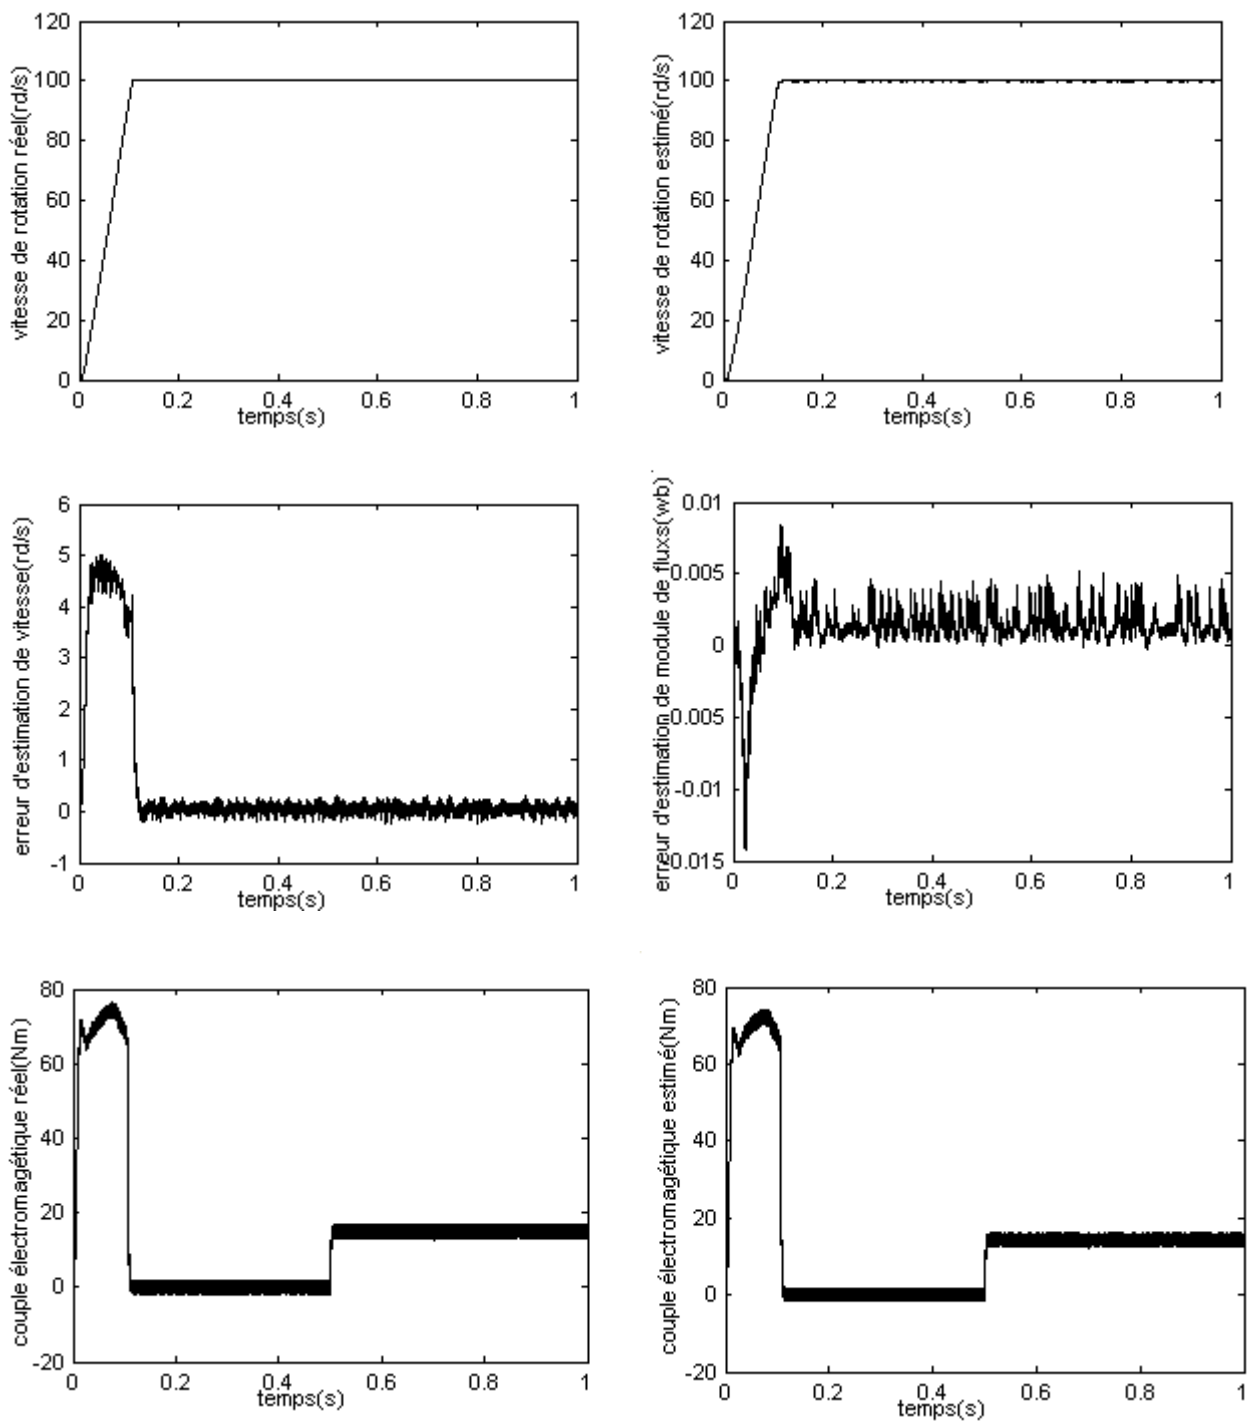 120
100
80
60
40
20
0
vitesse de rotation réel(rd/s)
0 0.2 0.4 0.6 0.8 1
temps(s)
120
100
80
60
40
20
0
vitesse de rotation estimé(rd/s)
0 0.2 0.4 0.6 0.8 1
temps(s)
6
5
4
3
2
1
0
-1
erreur d'estimation de vitesse(rd/s)
0 0.2 0.4 0.6 0.8 1
temps(s)
0.01
0.005
0
-0.005
-0.01
-0.015
erreur d'estimation de module de fluxs(wb)
0 0.2 0.4 0.6 0.8 1
temps(s)
80
60
40
20
0
-20
couple électromagétique réel(Nm)
0 0.2 0.4 0.6 0.8 1
temps(s)
80
60
40
20
0
-20
couple électromagétique estimé(Nm)
0 0.2 0.4 0.6 0.8 1
temps(s)